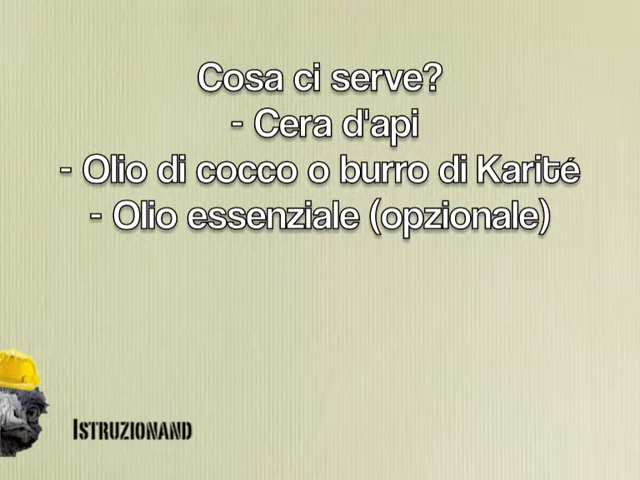 Cosa ci serve?
- Cera d'api
- Olio di cocco o burro di Karité
- Olio essenziale (opzionale)
Istruzionand